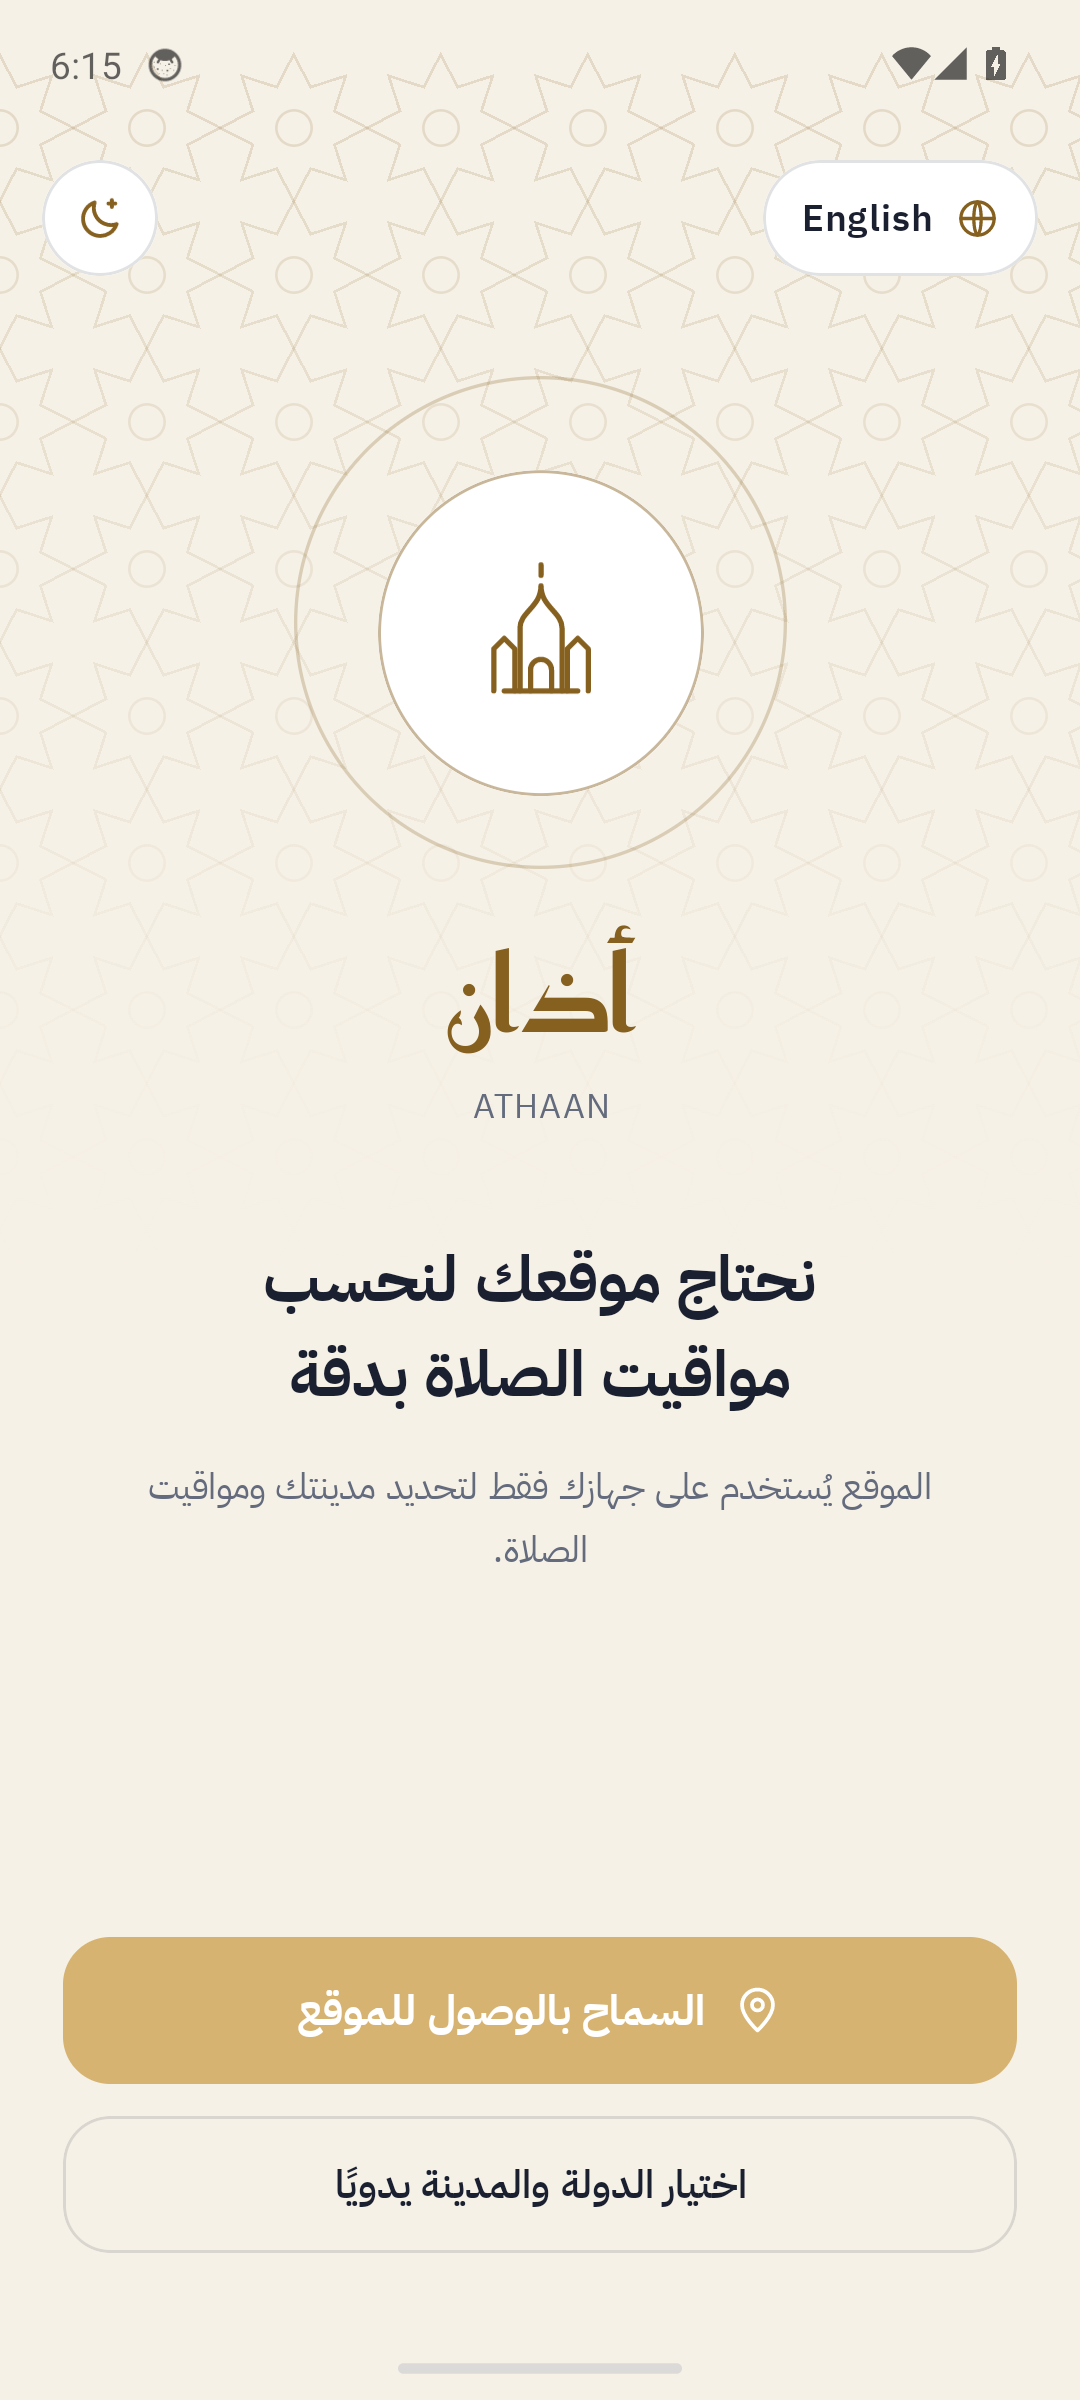 6:15
English
أذان
ATHAAN
نحتاج موقعك لنحسب
مواقيت الصلاة بدقة
الموقع يُستخدم على جهازك فقط لتحديد مدينتك ومواقيت
الصلاة.
السماح بالوصول للموقع
اختيار الدولة والمدينة يدويًا